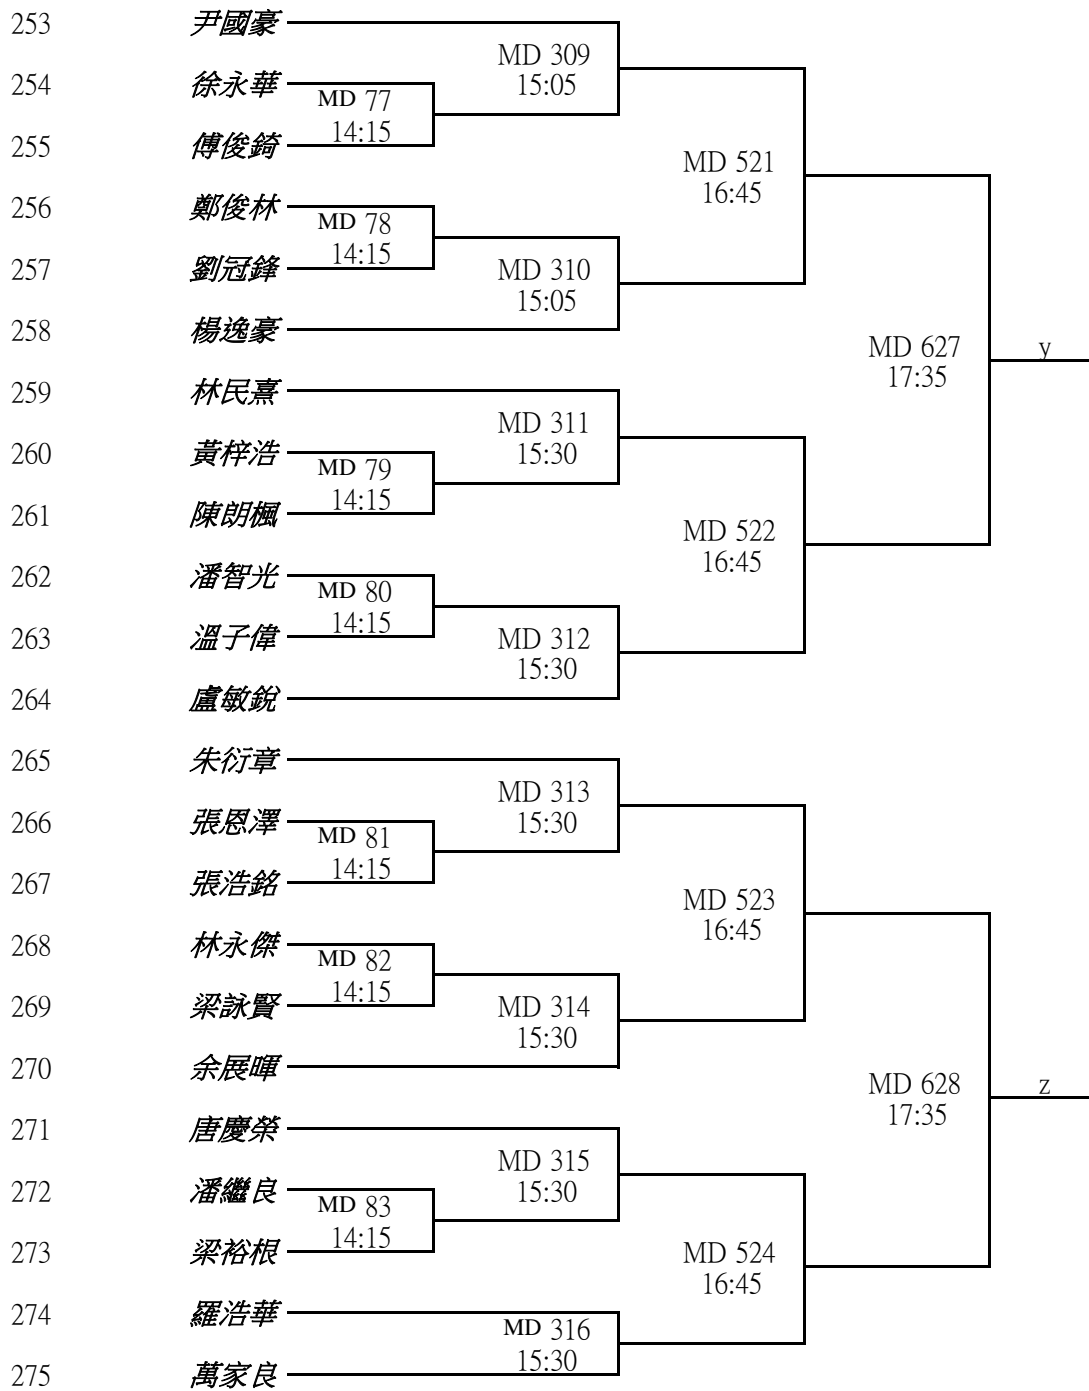 253 尹國豪
MD 309
254 徐永華 15:05
MD 77
14:15
255 傅俊錡
MD 521
16:45
256 鄭俊林
MD 78
14:15
257 劉冠鋒 MD 310
15:05
258 楊逸豪
MD 627 y
17:35
259 林民熹
MD 311
260 黃梓浩 15:30
MD 79
14:15
261 陳朗楓
MD 522
16:45
262 潘智光
MD 80
14:15
263 溫子偉 MD 312
15:30
264 盧敏銳
265 朱衍章
MD 313
266 張恩澤 15:30
MD 81
14:15
267 張浩銘
MD 523
16:45
268 林永傑
MD 82
14:15
269 梁詠賢 MD 314
15:30
270 余展暉
MD 628 z
17:35
271 唐慶榮
MD 315
272 潘繼良 15:30
MD 83
14:15
273 梁裕根
MD 524
16:45
274 羅浩華
MD 316
15:30
275 萬家良